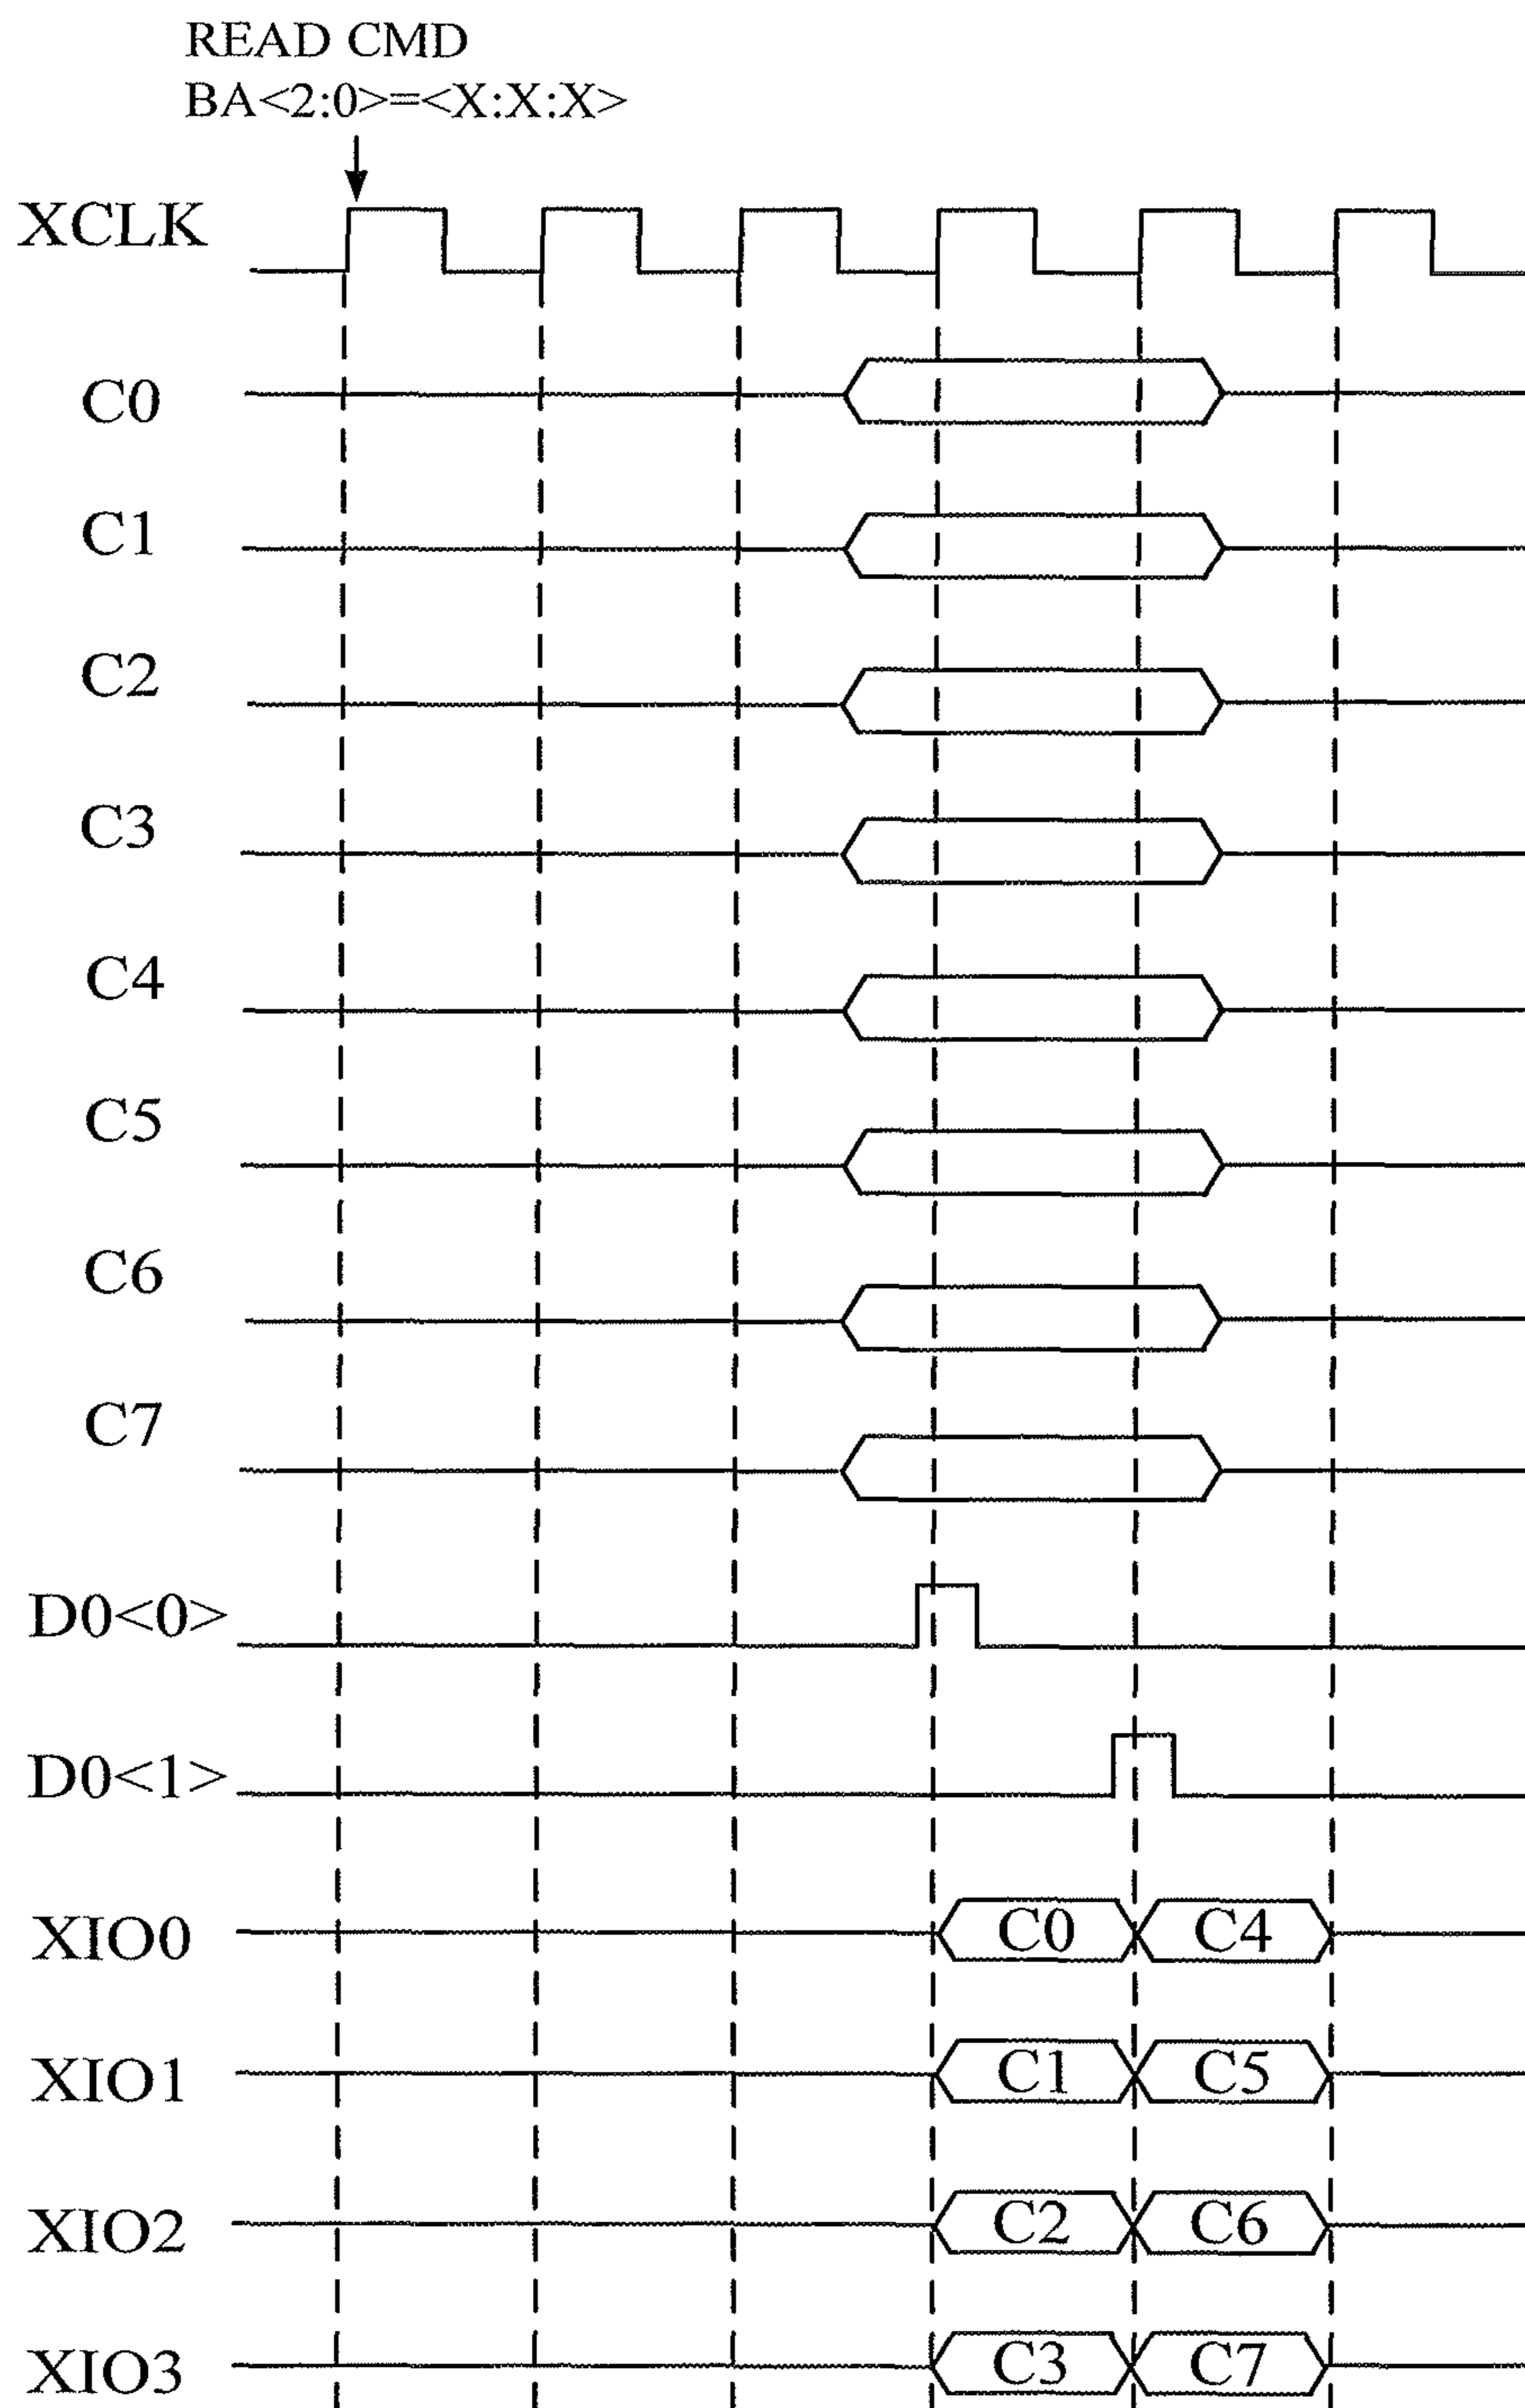 READ CMD
BA<2:0>=<X:X:X>
XCLK
C0
C1
C2
C3
C4
C5
C6
C7
D0<0>
D0<1>
XIO0 C0 C4
XIO1 C1 C5
XIO2 C2 C6
XIO3 C3 C7